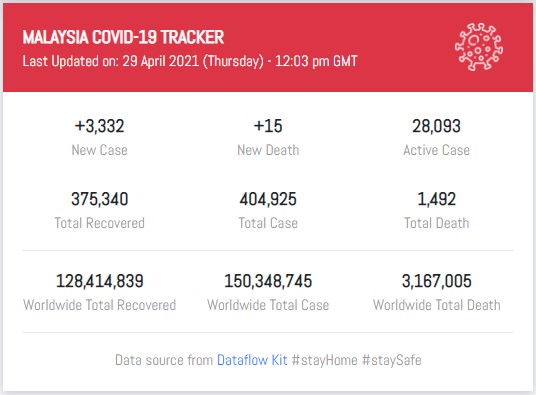 MALAYSIA COVID-19 TRACKER
Last Updated on: 29 April 2021 (Thursday) - 12:03 pm GMT
+3,332 +15 28,093
New Case New Death Active Case
375,340 404,925 1,492
Total Recovered Total Case Total Death
128,414,839 150,348,745 3,167,005
Worldwide Total Recovered Worldwide Total Case Worldwide Total Death
Data source from Dataflow Kit #stayHome #staySafe